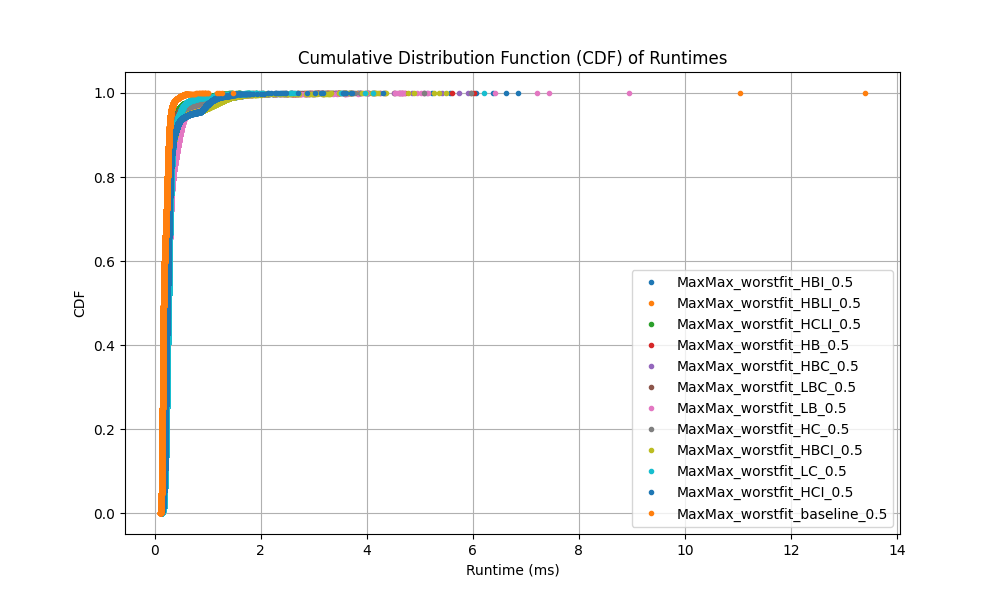 Cumulative Distribution Function (CDF) of Runtimes
CDF
1.0
0.8
0.6
0.4
0.2
0.0
0
2
4
6
8
10
12
14
Runtime (ms)
MaxMax_worstfit_HBI_0.5
MaxMax_worstfit_HBLI_0.5
MaxMax_worstfit_HCLI_0.5
MaxMax_worstfit_HB_0.5
MaxMax_worstfit_HBC_0.5
MaxMax_worstfit_LBC_0.5
MaxMax_worstfit_LB_0.5
MaxMax_worstfit_HC_0.5
MaxMax_worstfit_HBCI_0.5
MaxMax_worstfit_LC_0.5
MaxMax_worstfit_HCI_0.5
MaxMax_worstfit_baseline_0.5